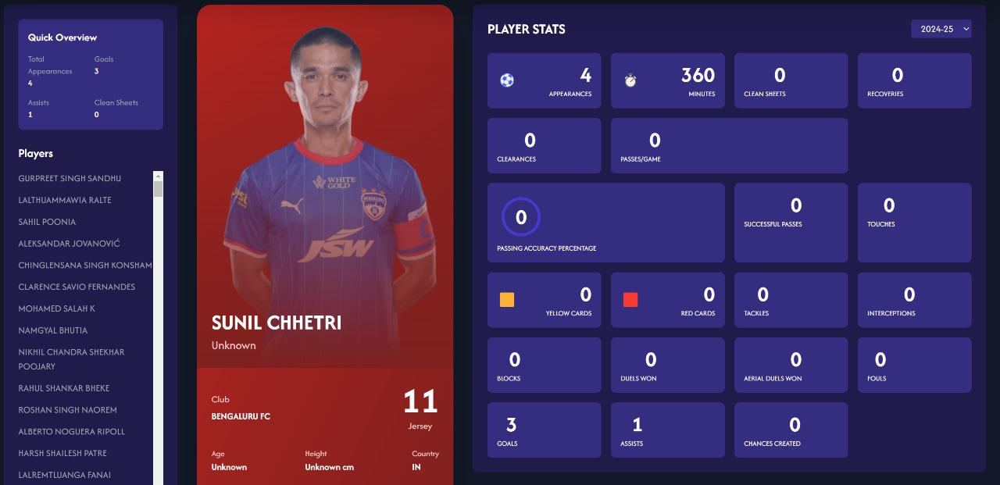 Quick Overview
Total
Appearances
4
Goals
3
Assists
1
Clean Sheets
0
Players
GURPREET SINGH SANDHU
LALTHUAMMAWIA RALTE
SAHIL POONIA
ALEKSANDAR JOVANOVIĆ
CHINGLENSANA SINGH KONSHAM
CLARENCE SAVIO FERNANDES
MOHAMED SALAH K
NAMGYAL BHUTIA
NIKHIL CHANDRA SHEKHAR
POOJARY
RAHUL SHANKAR BHEKE
ROSHAN SINGH NAOREM
ALBERTO NOGUERA RIPOLL
HARSH SHAILESH PATRE
LALREMTLUANGA FANAI
WHITE
GOLD
BENGALURU
JSW
SUNIL CHHETRI
Unknown
Club
BENGALURU FC
11
Jersey
Age
Unknown
Height
Unknown cm
Country
IN
PLAYER STATS
2024-25
4
APPEARANCES
360
MINUTES
0
CLEAN SHEETS
0
RECOVERIES
0
CLEARANCES
0
PASSES/GAME
0
PASSING ACCURACY PERCENTAGE
0
SUCCESSFUL PASSES
0
TOUCHES
0
YELLOW CARDS
0
RED CARDS
0
TACKLES
0
INTERCEPTIONS
0
BLOCKS
0
DUELS WON
0
AERIAL DUELS WON
0
FOULS
3
GOALS
1
ASSISTS
0
CHANCES CREATED